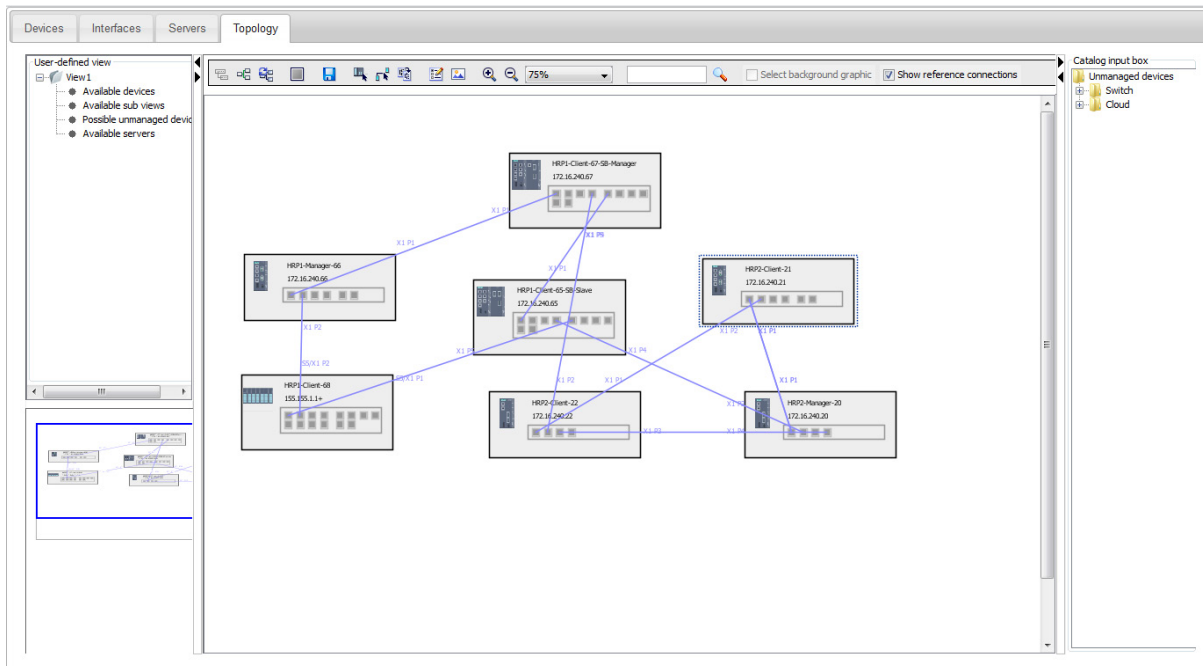 Devices Interfaces Servers Topology
User-defined view
View1
Available devices
Available sub views
Possible unmanaged devic
Available servers
75%
Select background graphic
Show reference connections
Catalog input box
Unmanaged devices
Switch
Cloud
HRP1-Client-67-SB-Manager
172.16.240.67
X1 P1
X1 P1
HRP1-Manager-66
172.16.240.66
X1 P1
HRP2-Client-21
172.16.240.21
HRP1-Client-65-SB-Slave
172.16.240.65
X1 P2
X1 P2
X1 P1
X1 P4
S5/X1 P2
X1 P2
X1 P1
X1 P1
HRP1-Client-68
155.155.1.1+
HRP2-Client-22
172.16.240.22
HRP2-Manager-20
172.16.240.20